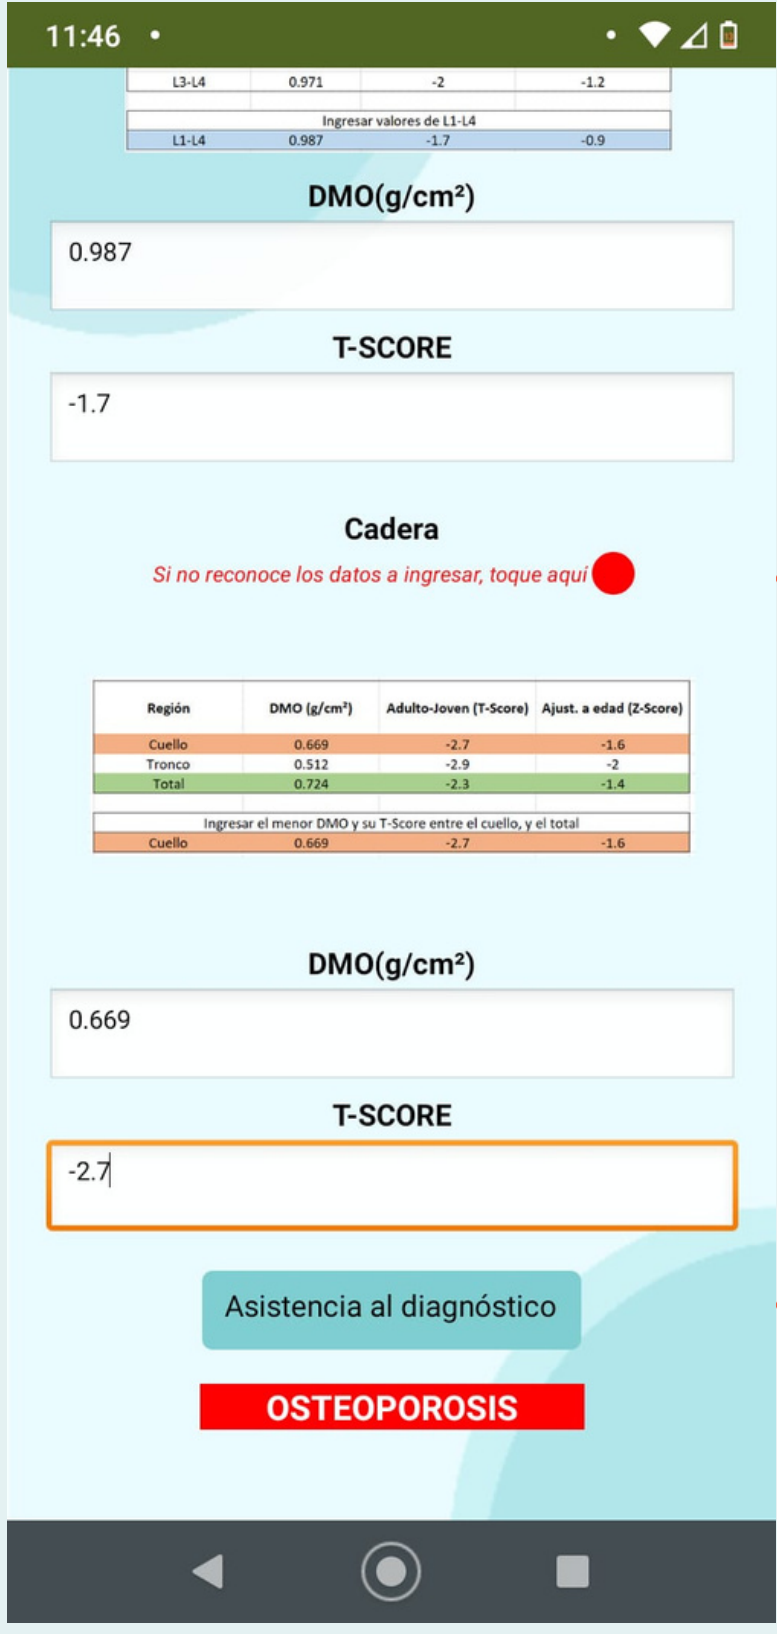 11:46
L3-L4 0.971 -2 -1.2
Ingresar valores de L1-L4
L1-L4 0.987 -1.7 -0.9
DMO(g/cm²)
0.987
T-SCORE
-1.7
Cadera
Si no reconoce los datos a ingresar, toque aquí
Región DMO (g/cm²) Adulto-Joven (T-Score) Ajust. a edad (Z-Score)
Cuello 0.669 -2.7 -1.6
Tronco 0.512 -2.9 -2
Total 0.724 -2.3 -1.4
Ingresar el menor DMO y su T-Score entre el cuello, y el total
Cuello 0.669 -2.7 -1.6
DMO(g/cm²)
0.669
T-SCORE
-2.7
Asistencia al diagnóstico
OSTEOPOROSIS